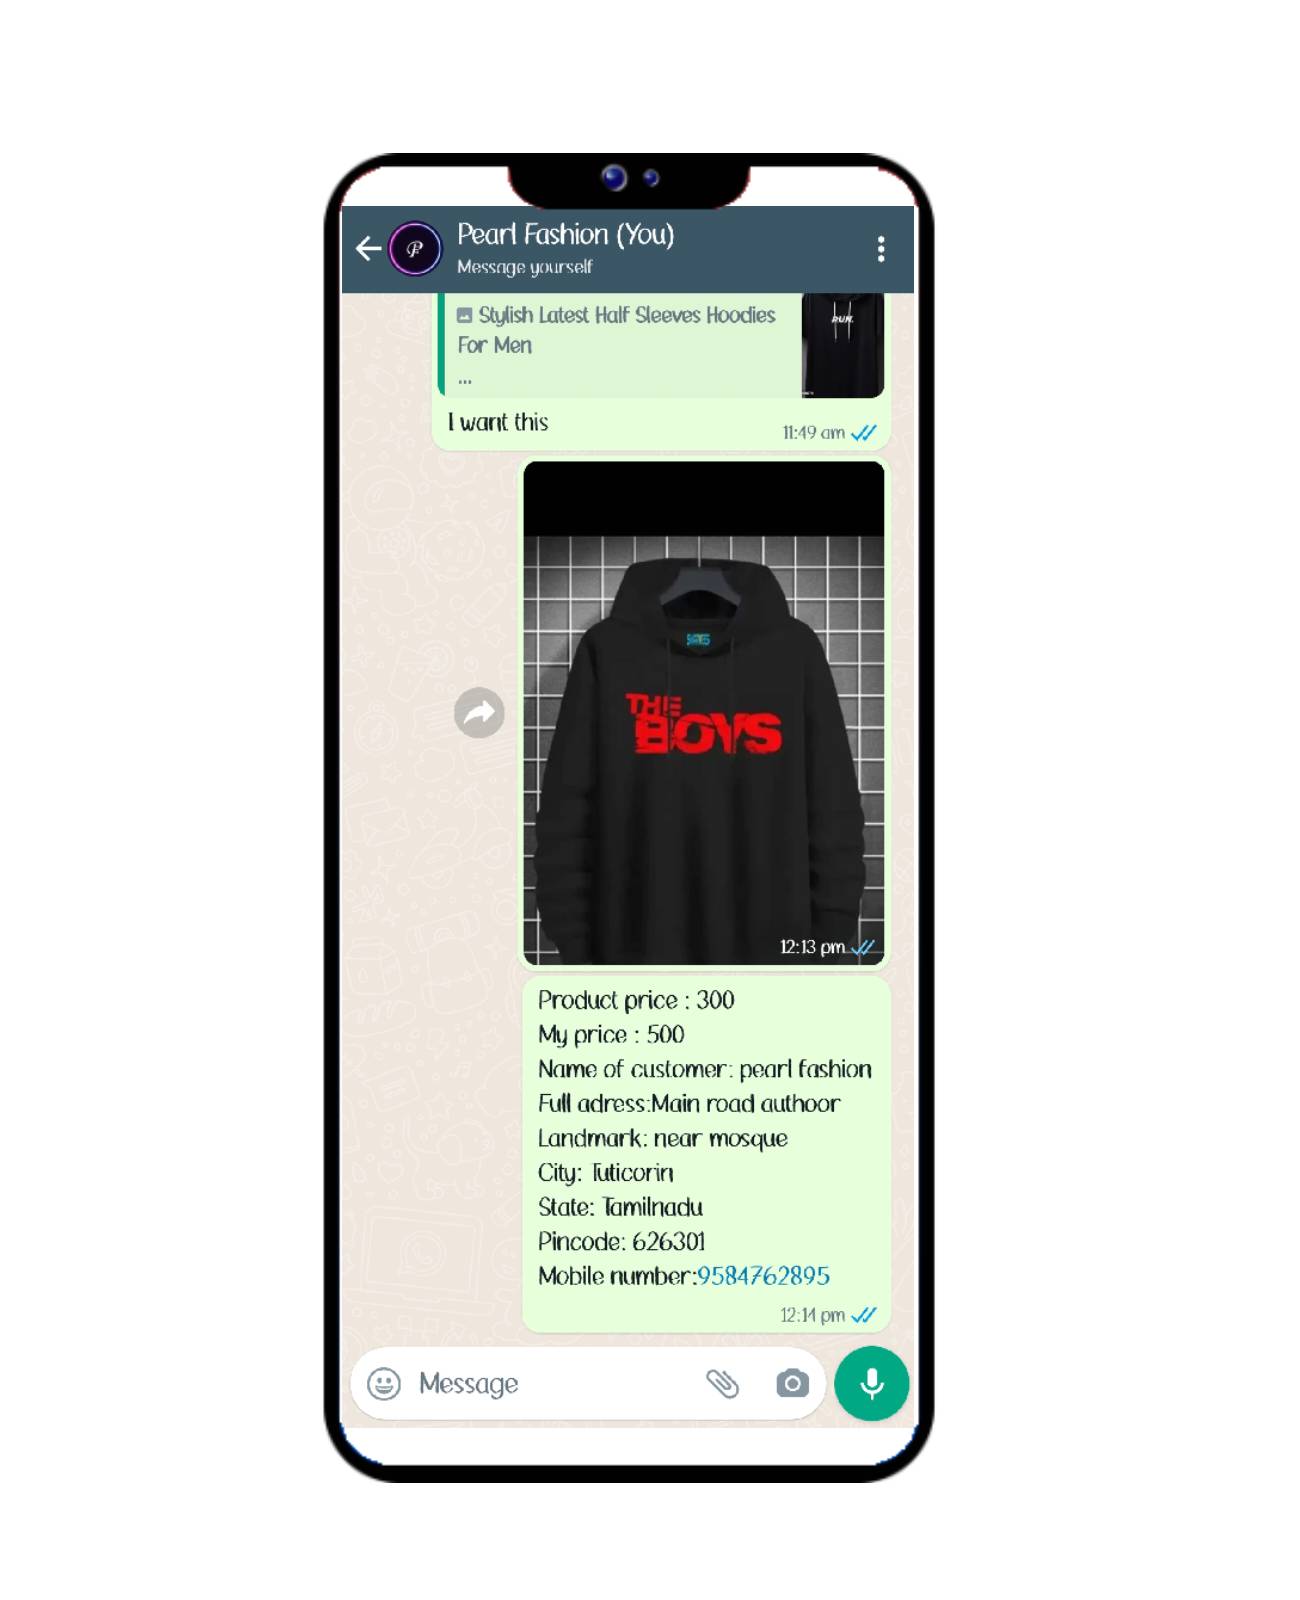 Pearl Fashion (You)
Message yourself
Stylish Latest Half Sleeves Hoodies
For Men
...
RUN.
I want this
11:49 am
THE
BOYS
12:13 pm
Product price : 300
My price : 500
Name of customer: pearl fashion
Full adress:Main road authoor
Landmark: near mosque
City: Tuticorin
State: Tamilnadu
Pincode: 626301
Mobile number:9584762895
12:14 pm
Message